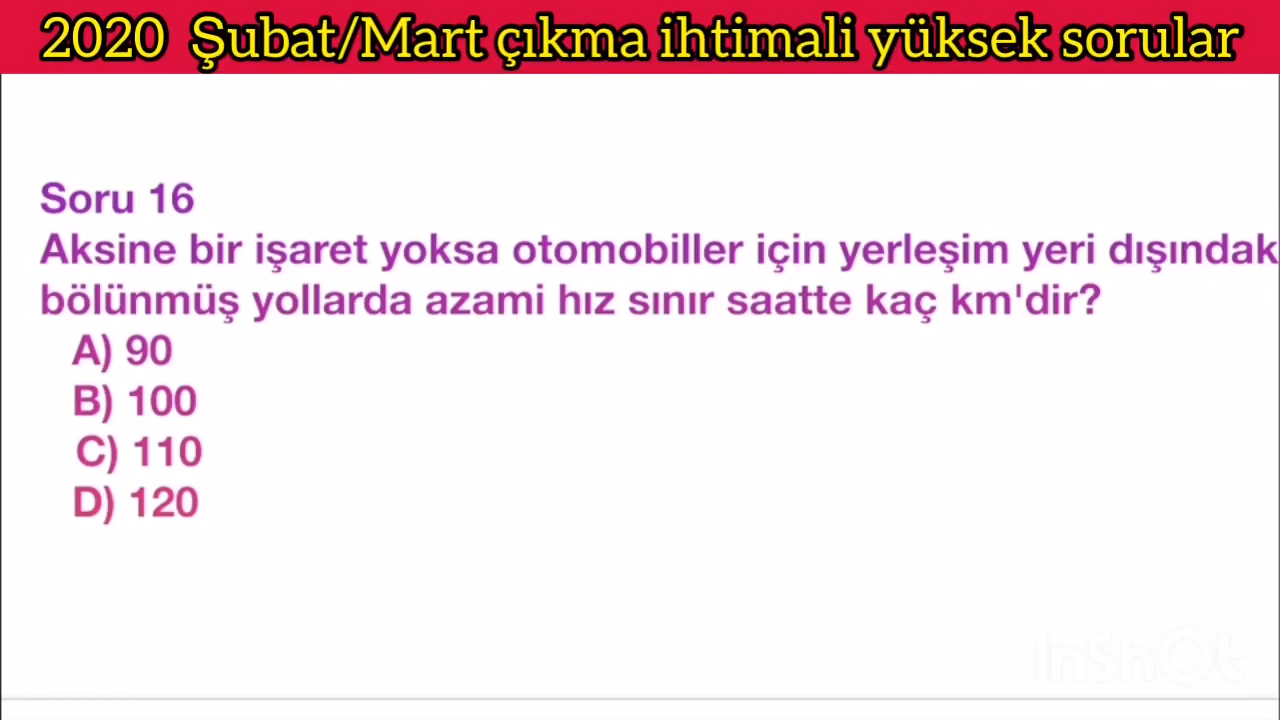 2020 Şubat/Mart çıkma ihtimali yüksek sorular
Soru 16
Aksine bir işaret yoksa otomobiller için yerleşim yeri dışındak
bölünmüş yollarda azami hız sınır saatte kaç km'dir?
A) 90
B) 100
C) 110
D) 120
InShOt